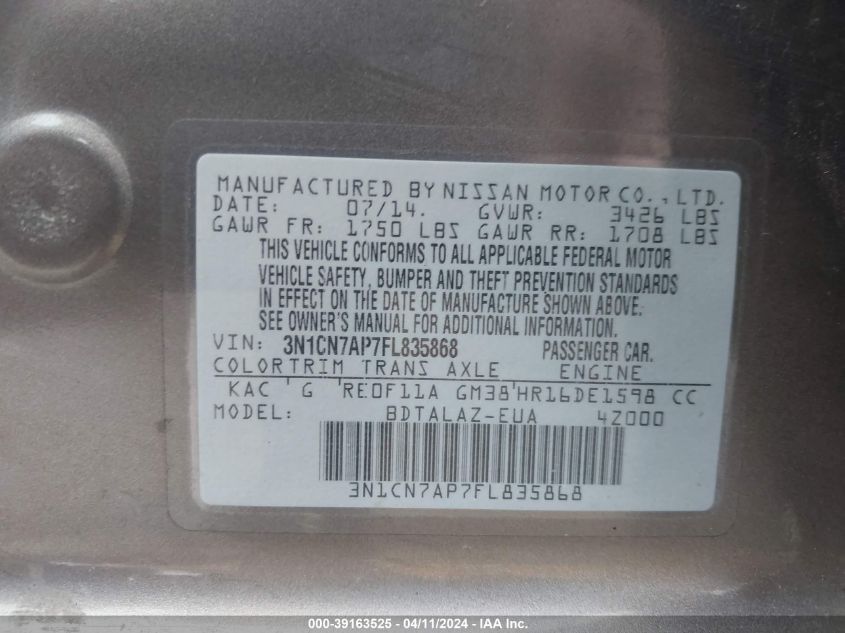 MANUFACTURED BY NISSAN MOTOR CO., LTD.
DATE: 07/14. GVWR: 3426 LBS
GAWR FR: 1750 LBS GAWR RR: 1708 LBS
THIS VEHICLE CONFORMS TO ALL APPLICABLE FEDERAL MOTOR
VEHICLE SAFETY, BUMPER AND THEFT PREVENTION STANDARDS
IN EFFECT ON THE DATE OF MANUFACTURE SHOWN ABOVE.
SEE OWNER'S MANUAL FOR ADDITIONAL INFORMATION.
VIN: 3N1CN7AP7FL835868 PASSENGER CAR.
COLORTRIM TRANS AXLE ENGINE
KAC ' G 'RE0F11A GM38'HR16DE1598 CC
MODEL: BDTALAZ-EUA 4Z000
3N1CN7AP7FL835868
000-39163525 - 04/11/2024 - IAA Inc.